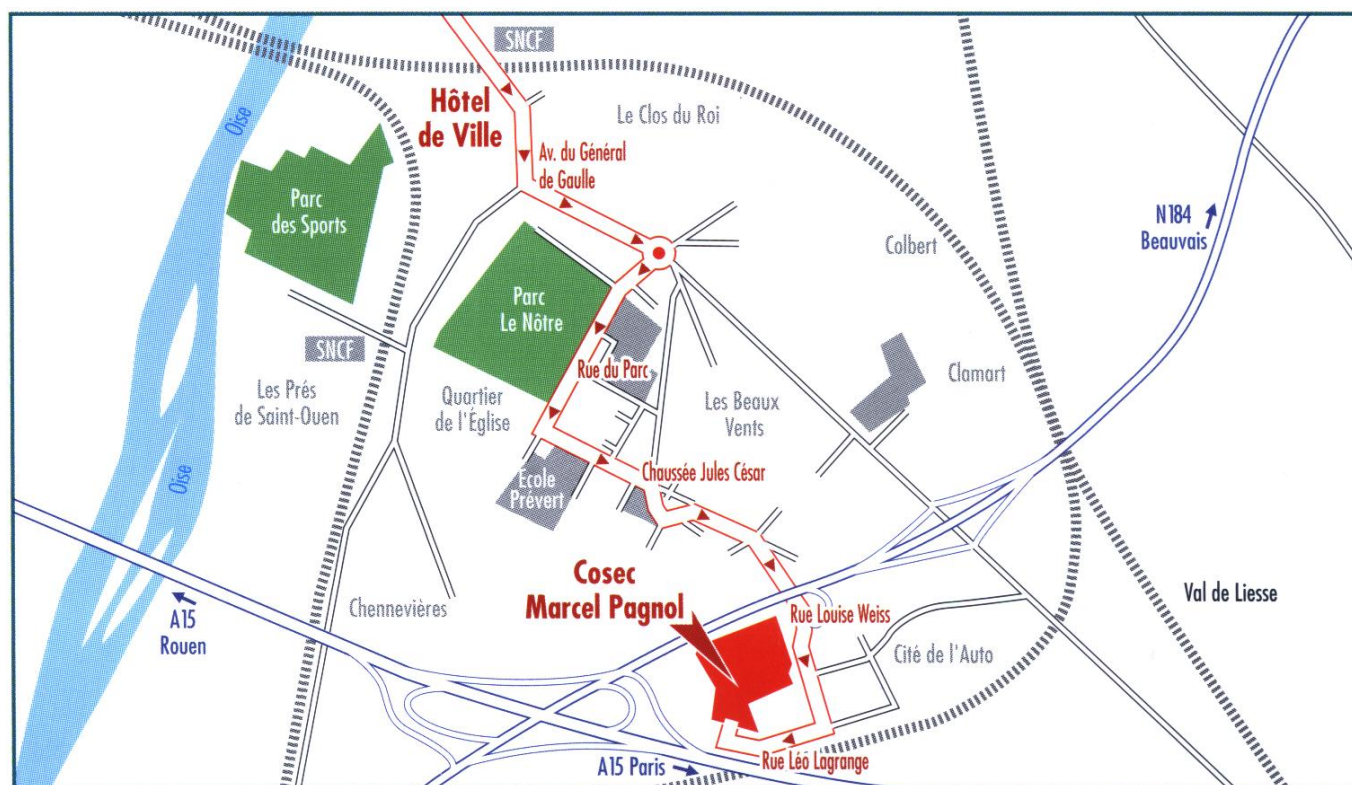 SNCF
Oise
Hôtel
de Ville
Le Clos du Roi
Av. du Général
de Gaulle
Parc
des Sports
N184
Beauvais
Colbert
Parc
Le Nôtre
SNCF
Rue du Parc
Clamart
Les Prés
de Saint-Ouen
Quartier
de l'Église
Les Beaux
Vents
Oise
Ecole
Prévert
Chaussée Jules César
Cosec
Marcel Pagnol
Val de Liesse
Chennevières
A15
Rouen
Rue Louise Weiss
Cité de l'Auto
Rue Léo Lagrange
A15 Paris